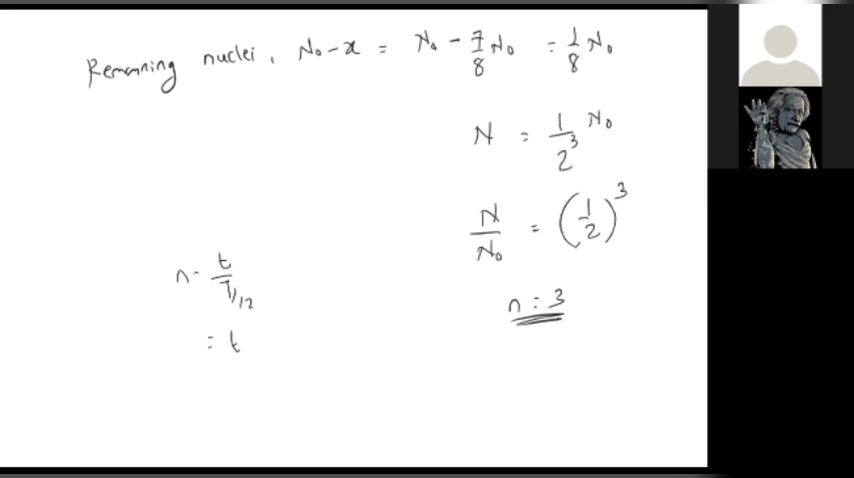 Remaining nuclei, N₀ - x = N₀ - 7/8 N₀ = 1/8 N₀
N = 1/2³ N₀
N/N₀ = (1/2)³
n = t/T1/12
n = 3
= t